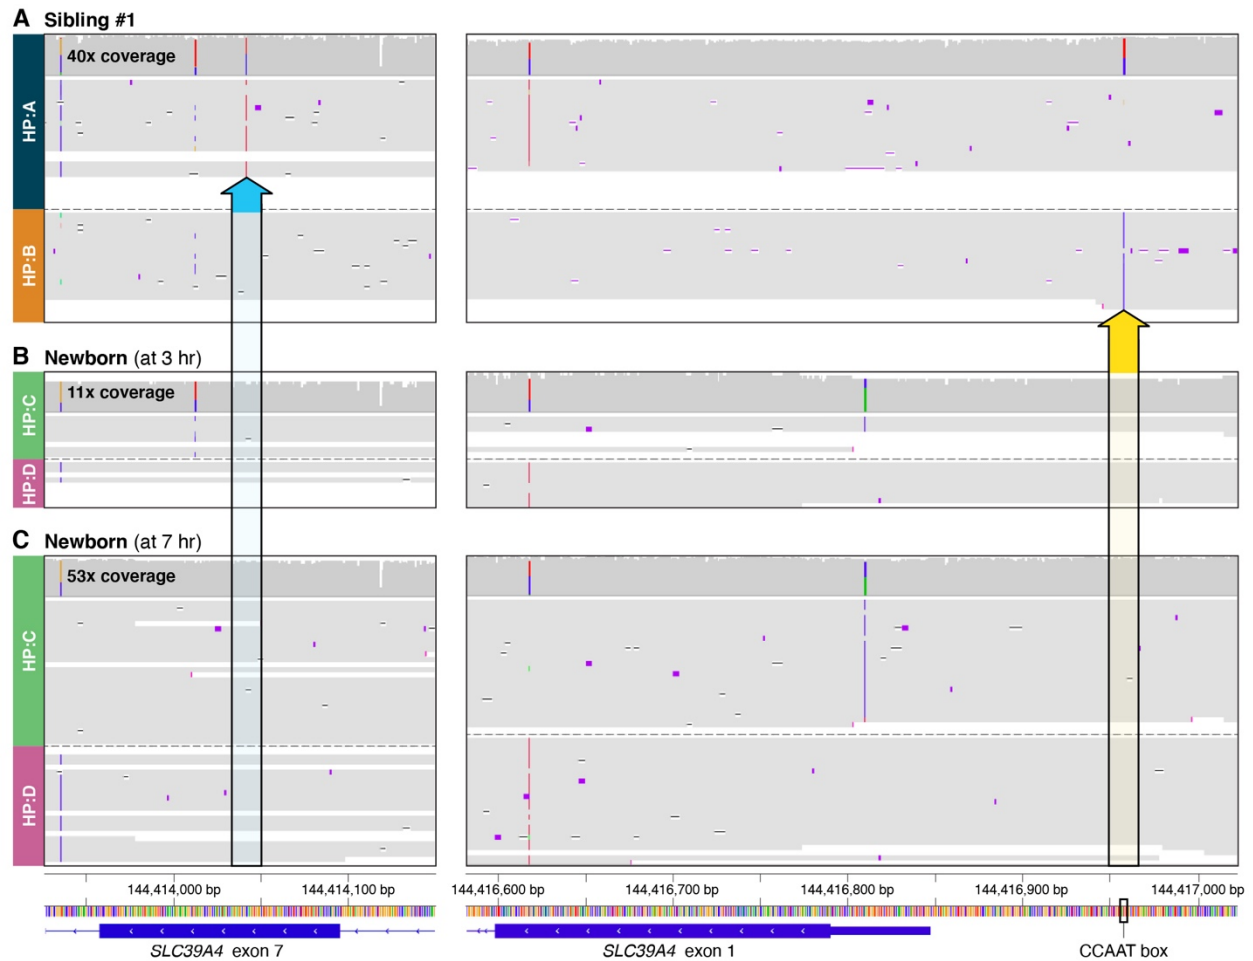 A Sibling #1
40x coverage
HP:A
HP:B
B Newborn (at 3 hr)
11x coverage
HP:C
HP:D
C Newborn (at 7 hr)
53x coverage
HP:C
HP:D
144,414,000 bp 144,414,100 bp 144,416,600 bp 144,416,700 bp 144,416,800 bp 144,416,900 bp 144,417,000 bp
SLC39A4 exon 7 SLC39A4 exon 1 CCAAT box